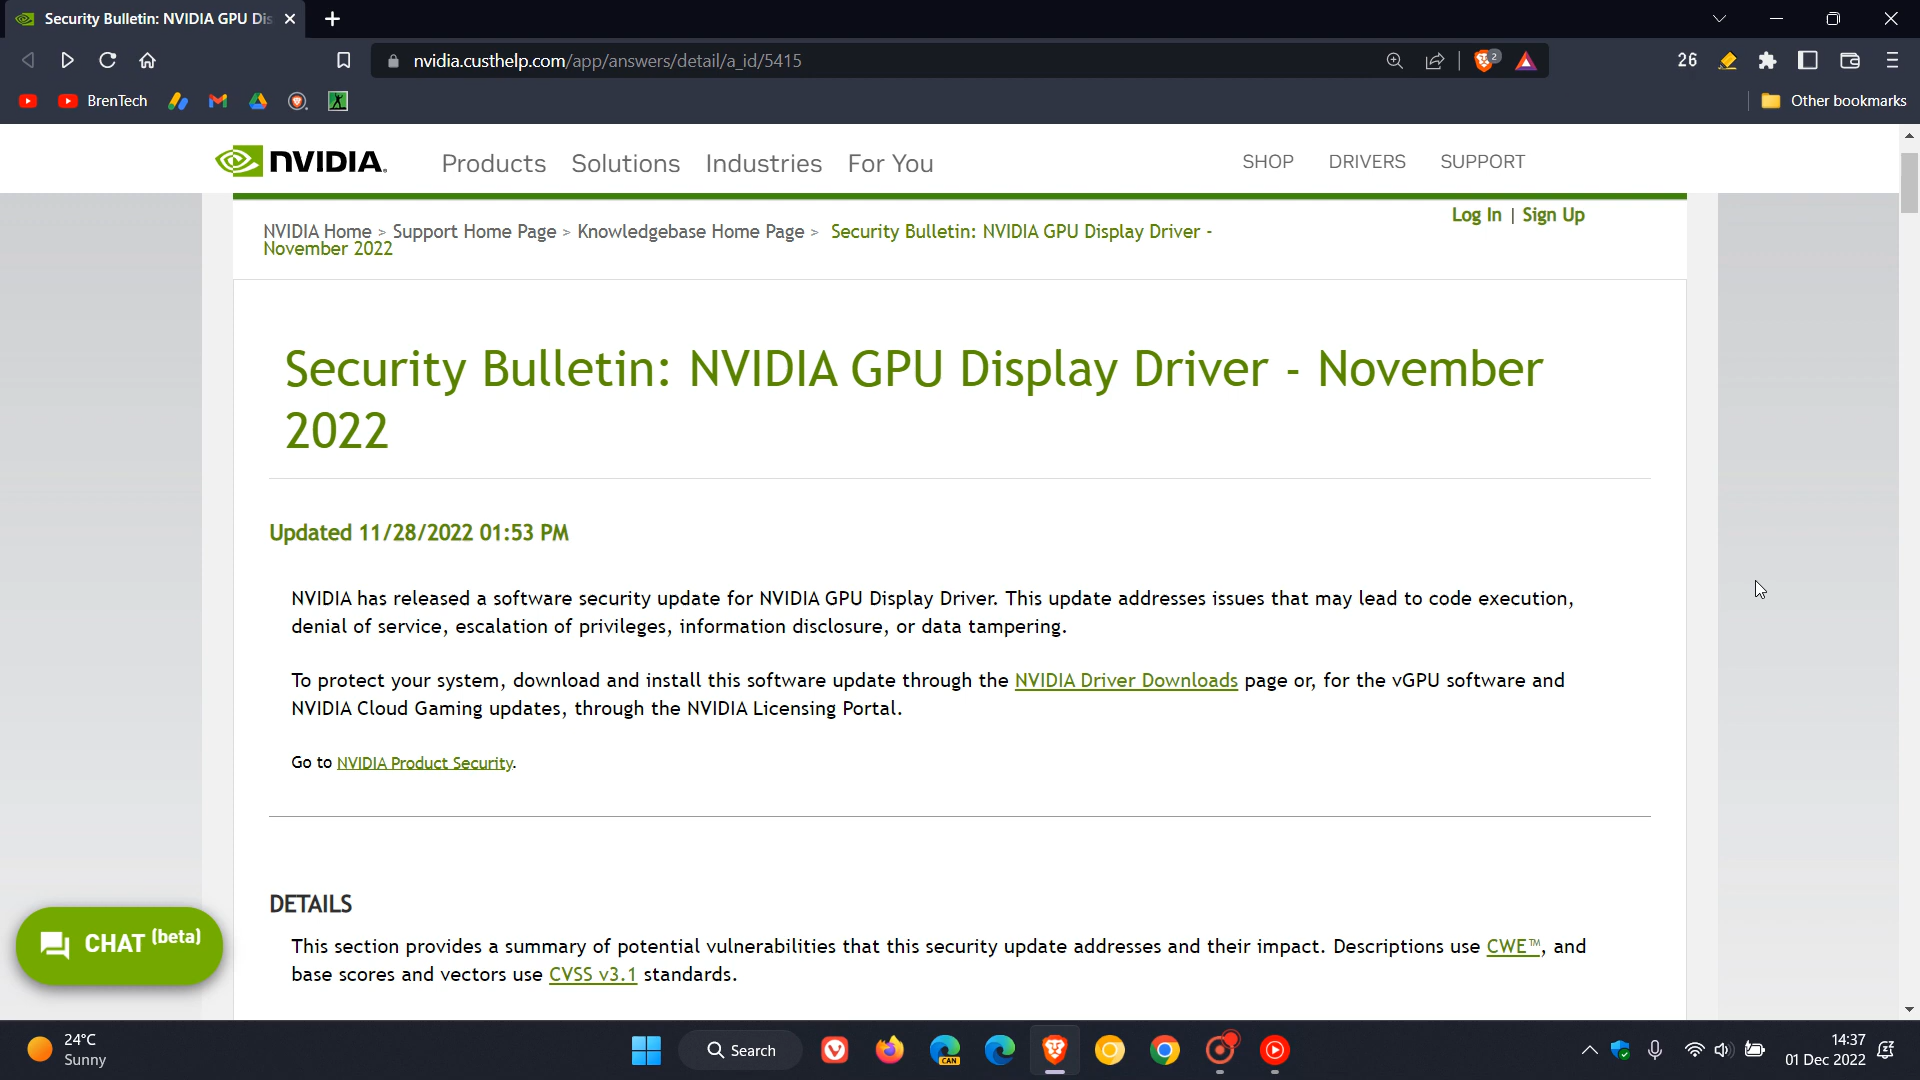 Security Bulletin: NVIDIA GPU Dis
nvidia.custhelp.com/app/answers/detail/a_id/5415
2
26
BrenTech
Other bookmarks
NVIDIA.
Products Solutions Industries For You
SHOP DRIVERS SUPPORT
Log In | Sign Up
NVIDIA Home > Support Home Page > Knowledgebase Home Page > Security Bulletin: NVIDIA GPU Display Driver -
November 2022
Security Bulletin: NVIDIA GPU Display Driver - November
2022
Updated 11/28/2022 01:53 PM
NVIDIA has released a software security update for NVIDIA GPU Display Driver. This update addresses issues that may lead to code execution,
denial of service, escalation of privileges, information disclosure, or data tampering.
To protect your system, download and install this software update through the NVIDIA Driver Downloads page or, for the vGPU software and
NVIDIA Cloud Gaming updates, through the NVIDIA Licensing Portal.
Go to NVIDIA Product Security.
DETAILS
This section provides a summary of potential vulnerabilities that this security update addresses and their impact. Descriptions use CWE™, and
base scores and vectors use CVSS v3.1 standards.
CHAT (beta)
24°C
Sunny
Search
CAN
14:37
01 Dec 2022